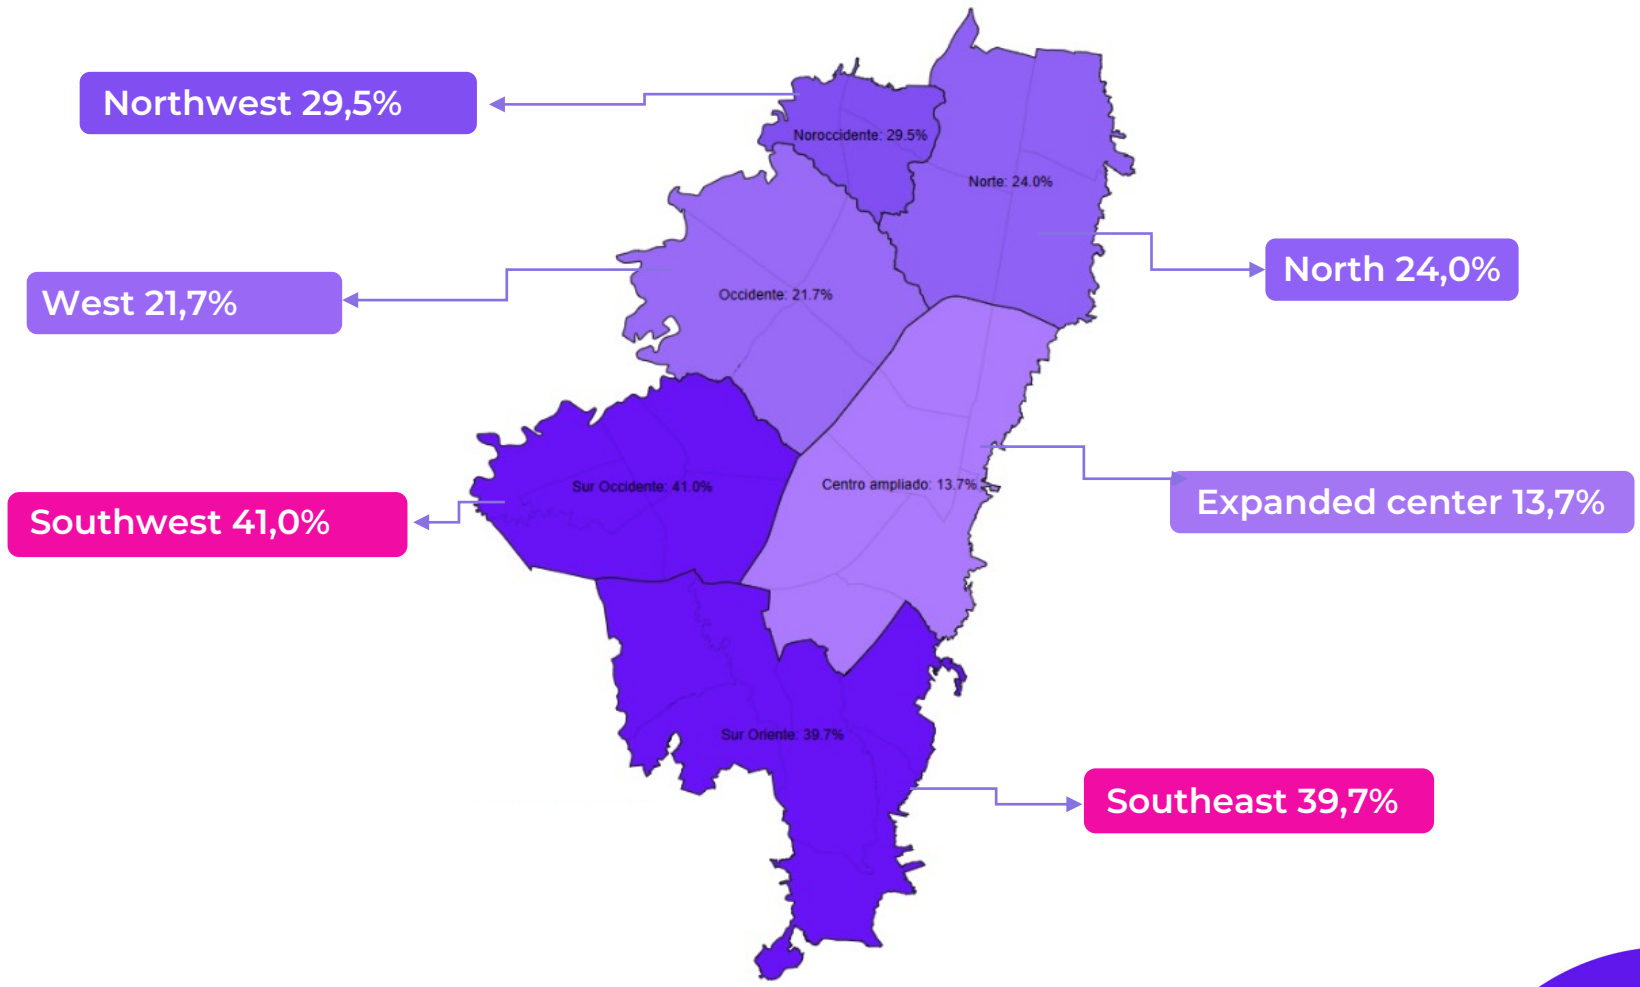 Northwest 29,5%
Noroccidente: 29.5%
Norte: 24.0%
North 24,0%
West 21,7%
Occidente: 21.7%
Southwest 41,0%
Sur Occidente: 41.0%
Centro ampliado: 13.7%
Expanded center 13,7%
Sur Oriente: 39.7%
Southeast 39,7%